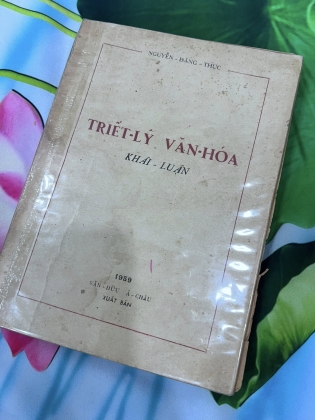 NGUYỄN - ĐĂNG - THỤC
TRIẾT-LÝ VĂN-HÓA
KHÁI - LUẬN
1959
VĂN-HỮU Á-CHÂU
XUẤT BẢN